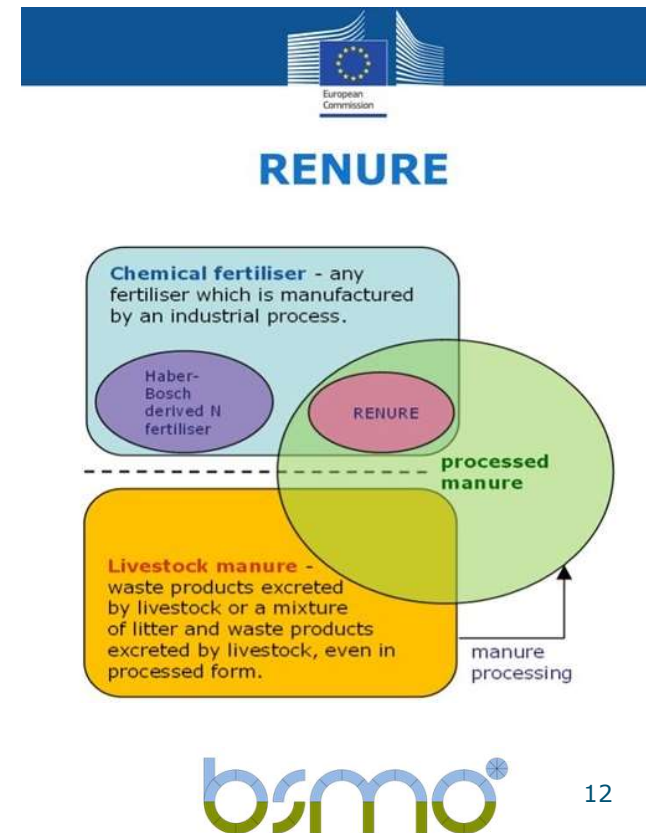 European
Commission
RENURE
Chemical fertiliser - any
fertiliser which is manufactured
by an industrial process.
Haber-
Bosch
derived N
fertiliser
RENURE
processed
manure
Livestock manure -
waste products excreted
by livestock or a mixture
of litter and waste products
excreted by livestock, even in
processed form.
manure
processing
bsmo
12